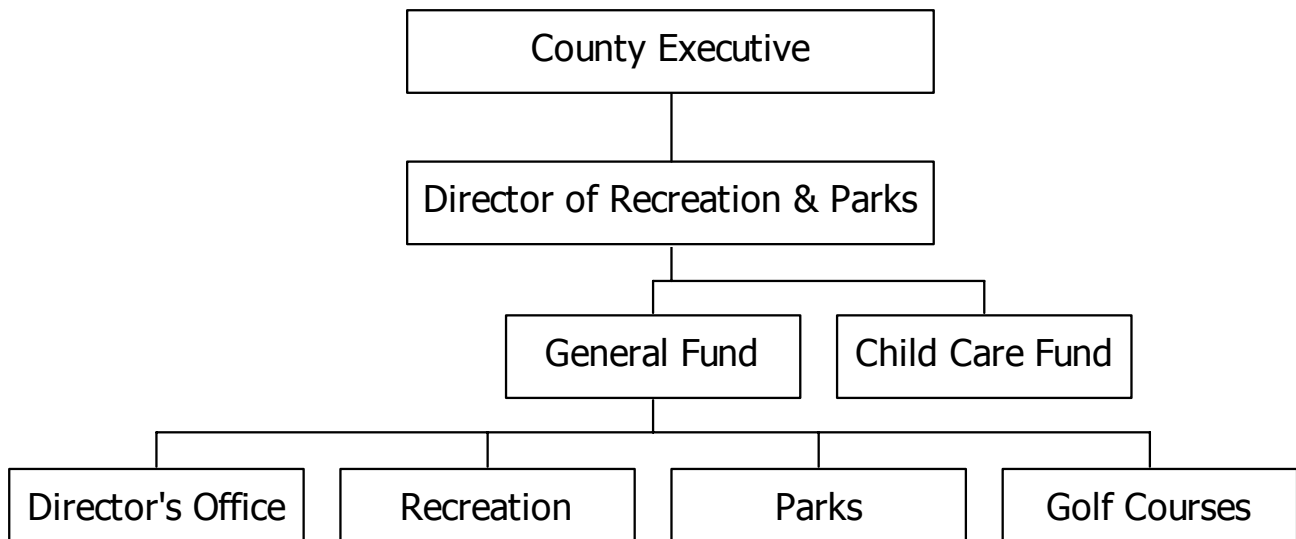 County Executive
Director of Recreation & Parks
General Fund
Child Care Fund
Director's Office
Recreation
Parks
Golf Courses